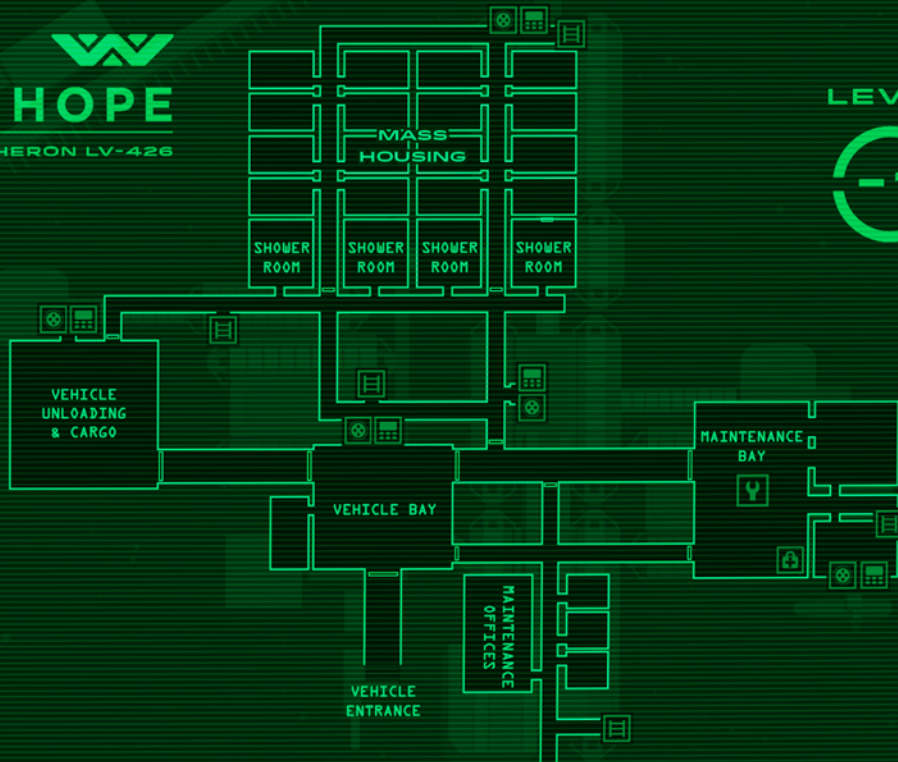 HOPE
HERON LV-426
LEV
MASS
HOUSING
SHOWER
ROOM
SHOWER
ROOM
SHOWER
ROOM
SHOWER
ROOM
VEHICLE
UNLOADING
& CARGO
MAINTENANCE
BAY
VEHICLE BAY
MAINTENANCE
OFFICES
VEHICLE
ENTRANCE